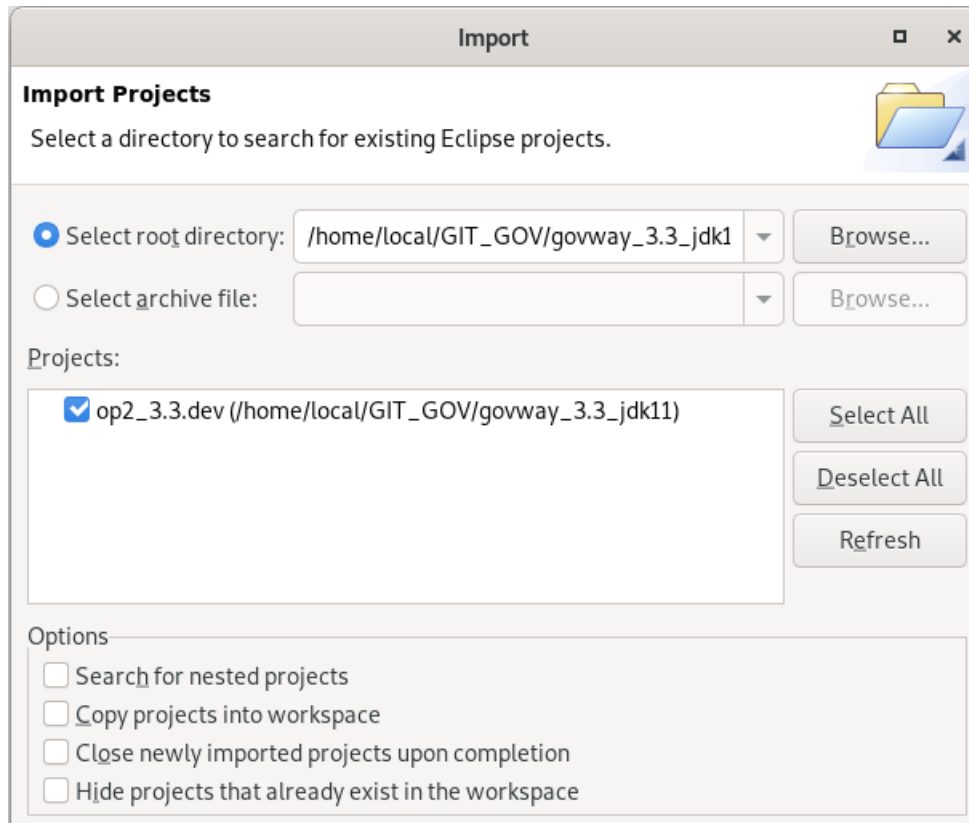 Import
Import Projects
Select a directory to search for existing Eclipse projects.
Select root directory: /home/local/GIT_GOV/govway_3.3_jdk1 Browse...
Select archive file: Browse...
Projects:
op2_3.3.dev (/home/local/GIT_GOV/govway_3.3_jdk11)
Select All
Deselect All
Refresh
Options
Search for nested projects
Copy projects into workspace
Close newly imported projects upon completion
Hide projects that already exist in the workspace